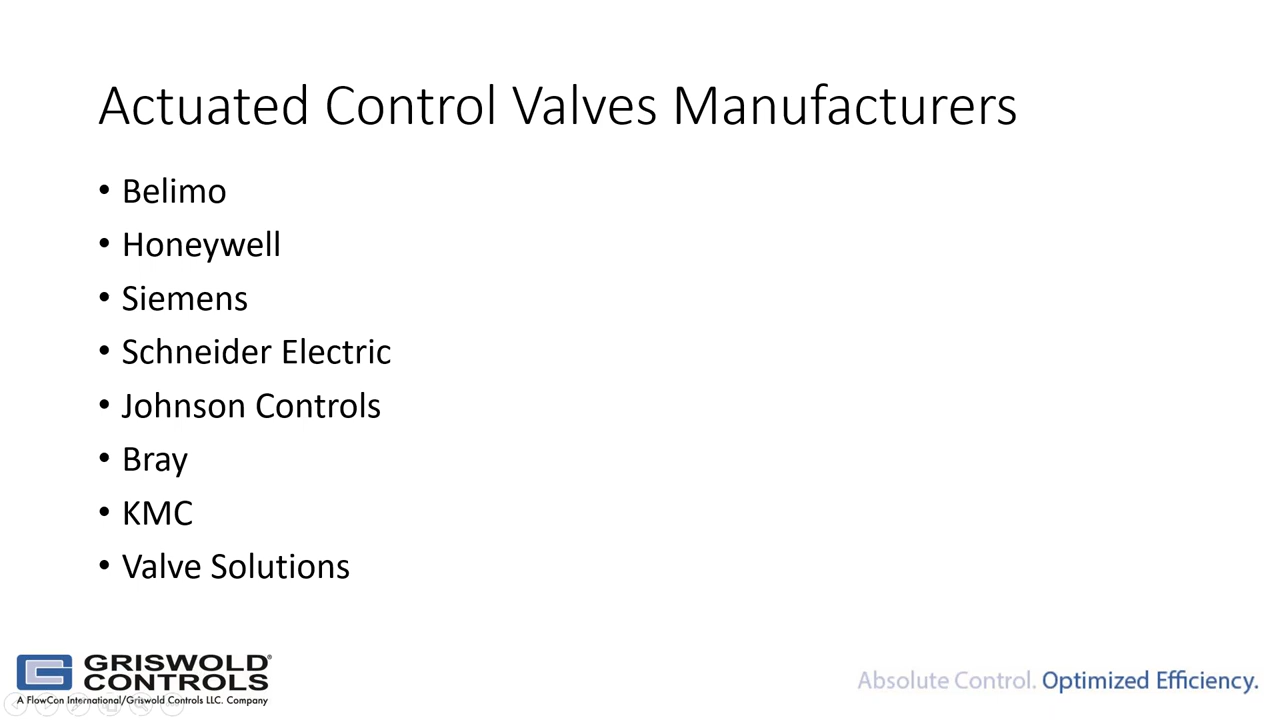 Actuated Control Valves Manufacturers
• Belimo
• Honeywell
• Siemens
• Schneider Electric
• Johnson Controls
• Bray
• KMC
• Valve Solutions
GRISWOLD®
CONTROLS
A FlowCon International/Griswold Controls LLC. Company
Absolute Control. Optimized Efficiency.